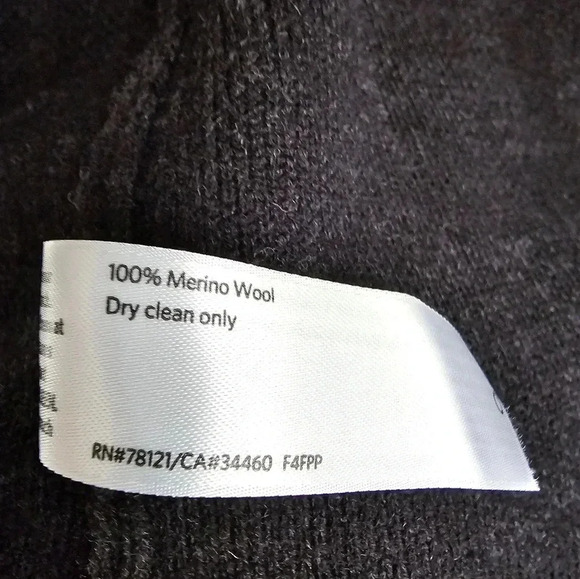 100% Merino Wool
Dry clean only
RN#78121/CA#34460 F4FPP